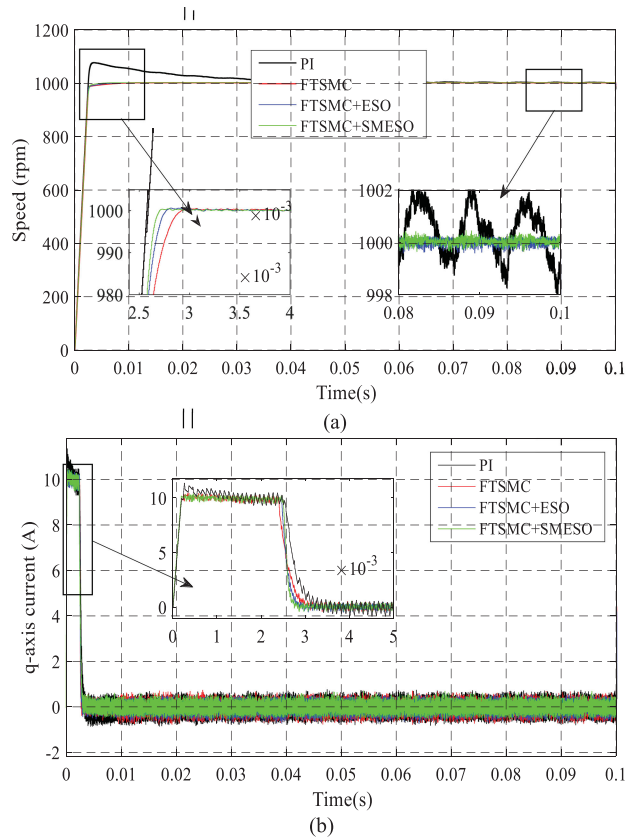 1200
1000
800
600
400
200
0
Speed (rpm)
PI
FTSMC
FTSMC+ESO
FTSMC+SMESO
1000
990
980
×10⁻³
×10⁻³
2.5 3 3.5 4
1002
1000
998
0.08 0.09 0.1
0 0.01 0.02 0.03 0.04 0.05 0.06 0.07 0.08 0.09 0.1
Time(s)
(a)
10
8
6
4
2
0
-2
q-axis current (A)
PI
FTSMC
FTSMC+ESO
FTSMC+SMESO
10
5
0
×10⁻³
0 1 2 3 4 5
0 0.01 0.02 0.03 0.04 0.05 0.06 0.07 0.08 0.09 0.1
Time(s)
(b)